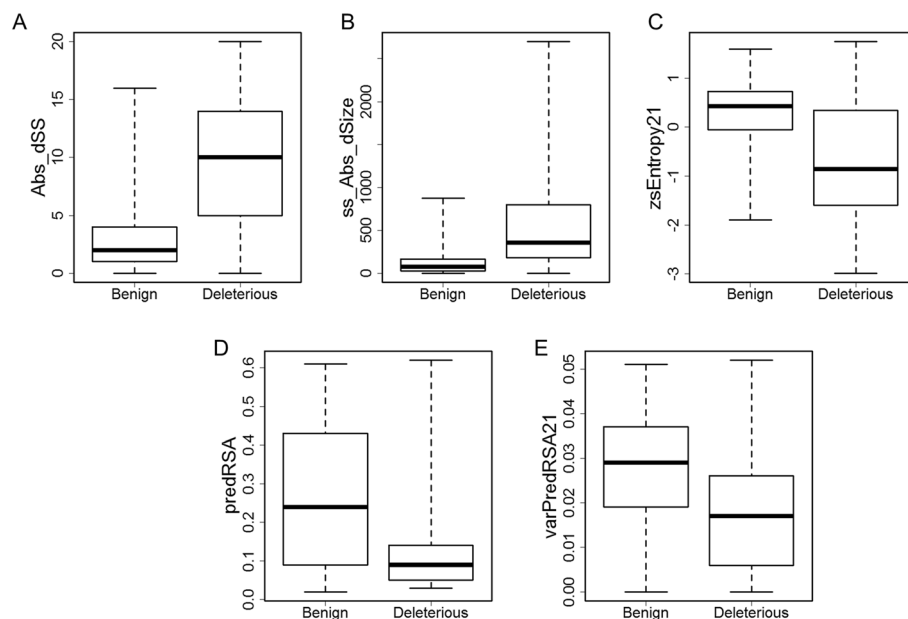 A
Abs_dSS
20
15
10
5
0
Benign
Deleterious
B
ss_Abs_dSize
2000
1000
500
0
Benign
Deleterious
C
zsEntropy21
1
0
-1
-2
-3
Benign
Deleterious
D
predRSA
0.6
0.5
0.4
0.3
0.2
0.1
0.0
Benign
Deleterious
E
varPredRSA21
0.05
0.04
0.03
0.02
0.01
0.00
Benign
Deleterious